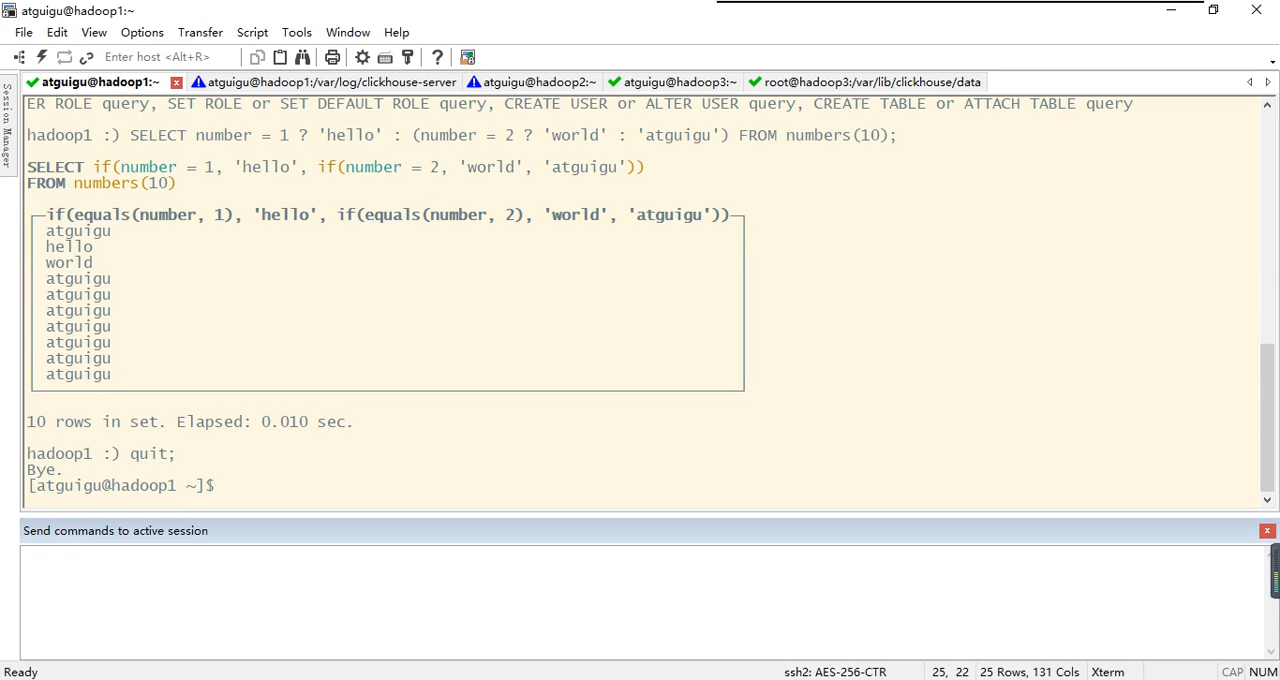 atguigu@hadoop1:~
File Edit View Options Transfer Script Tools Window Help
Enter host <Alt+R>
atguigu@hadoop1:~ atguigu@hadoop1:/var/log/clickhouse-server atguigu@hadoop2:~ atguigu@hadoop3:~ root@hadoop3:/var/lib/clickhouse/data
Session Manager
ER ROLE query, SET ROLE or SET DEFAULT ROLE query, CREATE USER or ALTER USER query, CREATE TABLE or ATTACH TABLE query
hadoop1 :) SELECT number = 1 ? 'hello' : (number = 2 ? 'world' : 'atguigu') FROM numbers(10);
SELECT if(number = 1, 'hello', if(number = 2, 'world', 'atguigu'))
FROM numbers(10)
if(equals(number, 1), 'hello', if(equals(number, 2), 'world', 'atguigu'))
atguigu
hello
world
atguigu
atguigu
atguigu
atguigu
atguigu
atguigu
atguigu
10 rows in set. Elapsed: 0.010 sec.
hadoop1 :) quit;
Bye.
[atguigu@hadoop1 ~]$
Send commands to active session
Ready ssh2: AES-256-CTR 25, 22 25 Rows, 131 Cols Xterm CAP NUM